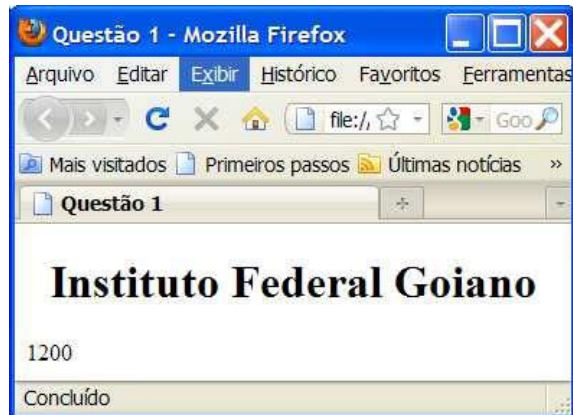 Questão 1 - Mozilla Firefox
Arquivo Editar Exibir Histórico Favoritos Ferramentas
file:/, Goo
Mais visitados Primeiros passos Últimas notícias »
Questão 1
Instituto Federal Goiano
1200
Concluído